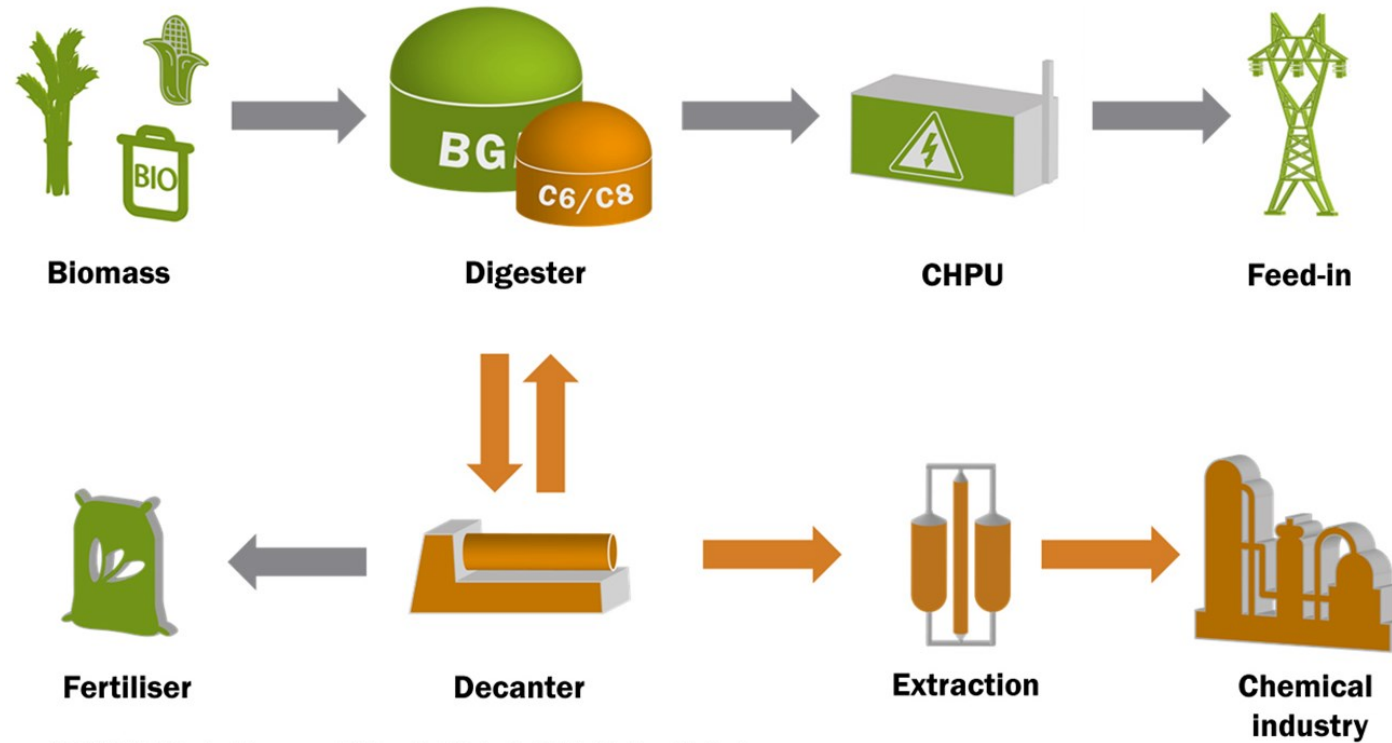 BIO
BG
C6/C8
Biomass
Digester
CHPU
Feed-in
Fertiliser
Decanter
Extraction
Chemical
industry